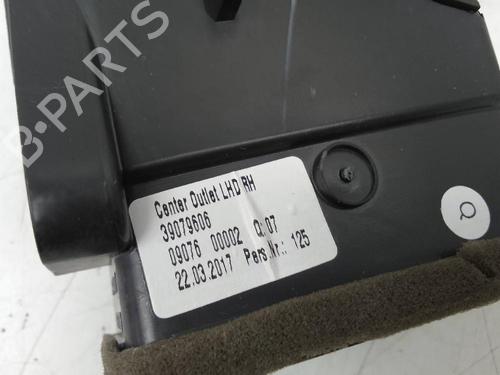 B-PARTS
Center Outlet LHD RH
39079606
09076 00002 Q:07
22.03.2017 Pers.Nr.: 125